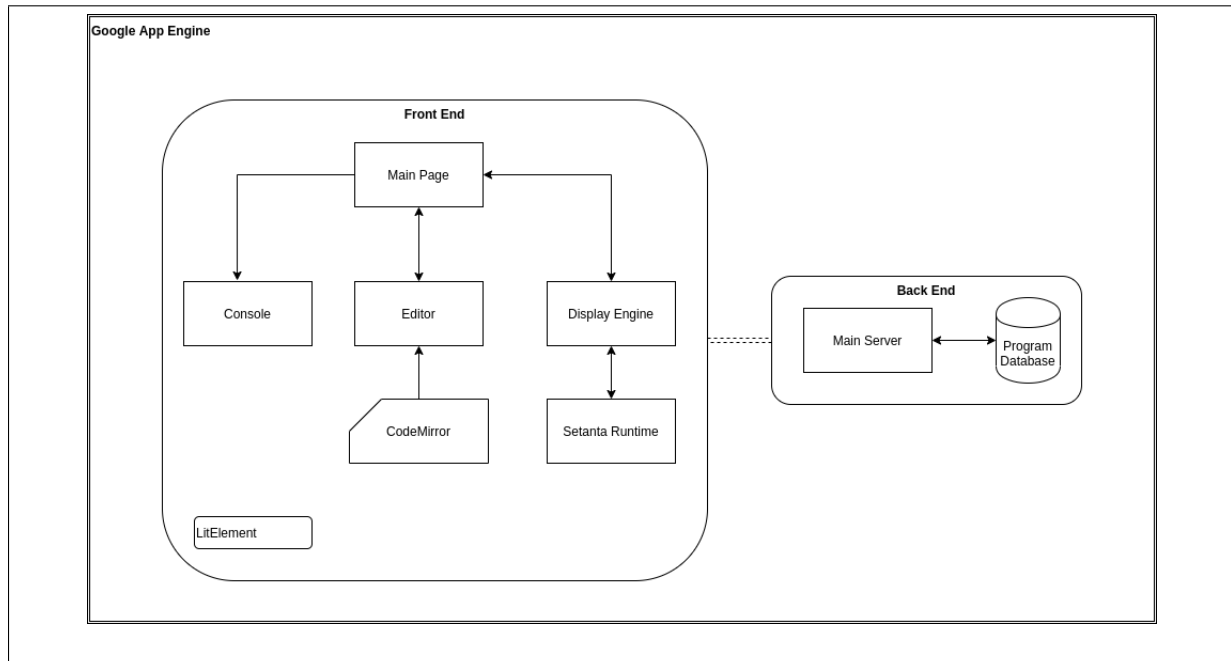 Google App Engine
Front End
Main Page
Console
Editor
Display Engine
CodeMirror
Setanta Runtime
LitElement
Back End
Main Server
Program
Database